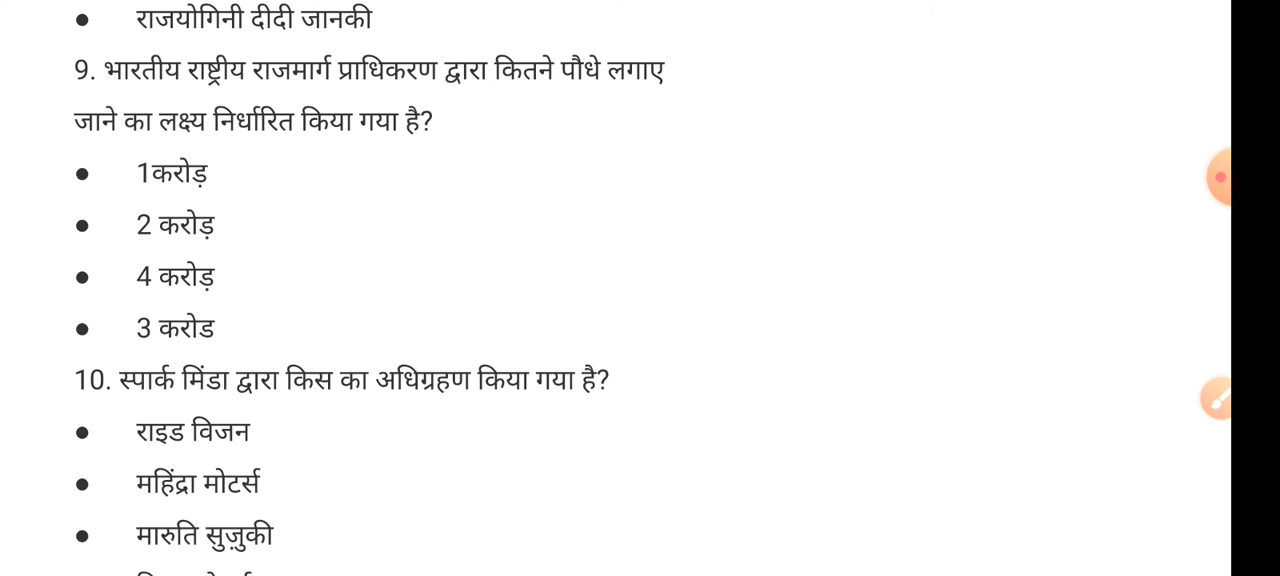 ● राजयोगिनी दीदी जानकी
9. भारतीय राष्ट्रीय राजमार्ग प्राधिकरण द्वारा कितने पौधे लगाए
जाने का लक्ष्य निर्धारित किया गया है?
● 1करोड़
● 2 करोड़
● 4 करोड़
● 3 करोड
10. स्पार्क मिंडा द्वारा किस का अधिग्रहण किया गया है?
● राइड विजन
● महिंद्रा मोटर्स
● मारुति सुज़ुकी